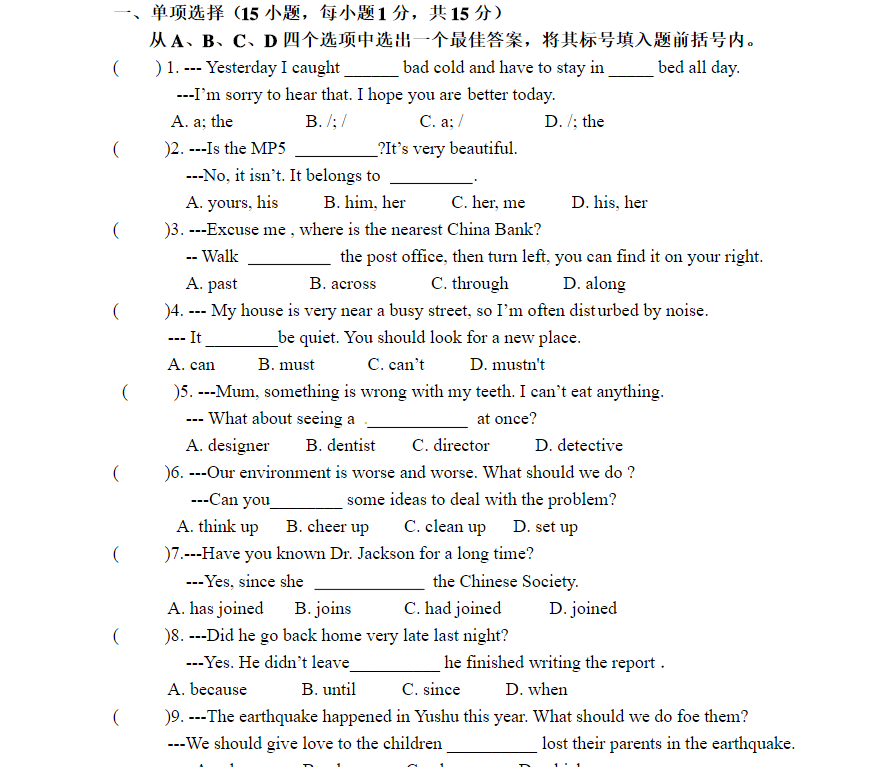 一、单项选择（15 小题，每小题 1 分，共 15 分）
从 A、B、C、D 四个选项中选出一个最佳答案，将其标号填入题前括号内。
( ) 1. --- Yesterday I caught ______ bad cold and have to stay in _____ bed all day.
---I’m sorry to hear that. I hope you are better today.
A. a; the B. /; / C. a; / D. /; the
( )2. ---Is the MP5 _________?It’s very beautiful.
---No, it isn’t. It belongs to _________.
A. yours, his B. him, her C. her, me D. his, her
( )3. ---Excuse me , where is the nearest China Bank?
-- Walk _________ the post office, then turn left, you can find it on your right.
A. past B. across C. through D. along
( )4. --- My house is very near a busy street, so I’m often disturbed by noise.
--- It ________be quiet. You should look for a new place.
A. can B. must C. can’t D. mustn't
( )5. ---Mum, something is wrong with my teeth. I can’t eat anything.
--- What about seeing a ___________ at once?
A. designer B. dentist C. director D. detective
( )6. ---Our environment is worse and worse. What should we do ?
---Can you________ some ideas to deal with the problem?
A. think up B. cheer up C. clean up D. set up
( )7.---Have you known Dr. Jackson for a long time?
---Yes, since she ____________ the Chinese Society.
A. has joined B. joins C. had joined D. joined
( )8. ---Did he go back home very late last night?
---Yes. He didn’t leave__________ he finished writing the report .
A. because B. until C. since D. when
( )9. ---The earthquake happened in Yushu this year. What should we do foe them?
---We should give love to the children __________ lost their parents in the earthquake.